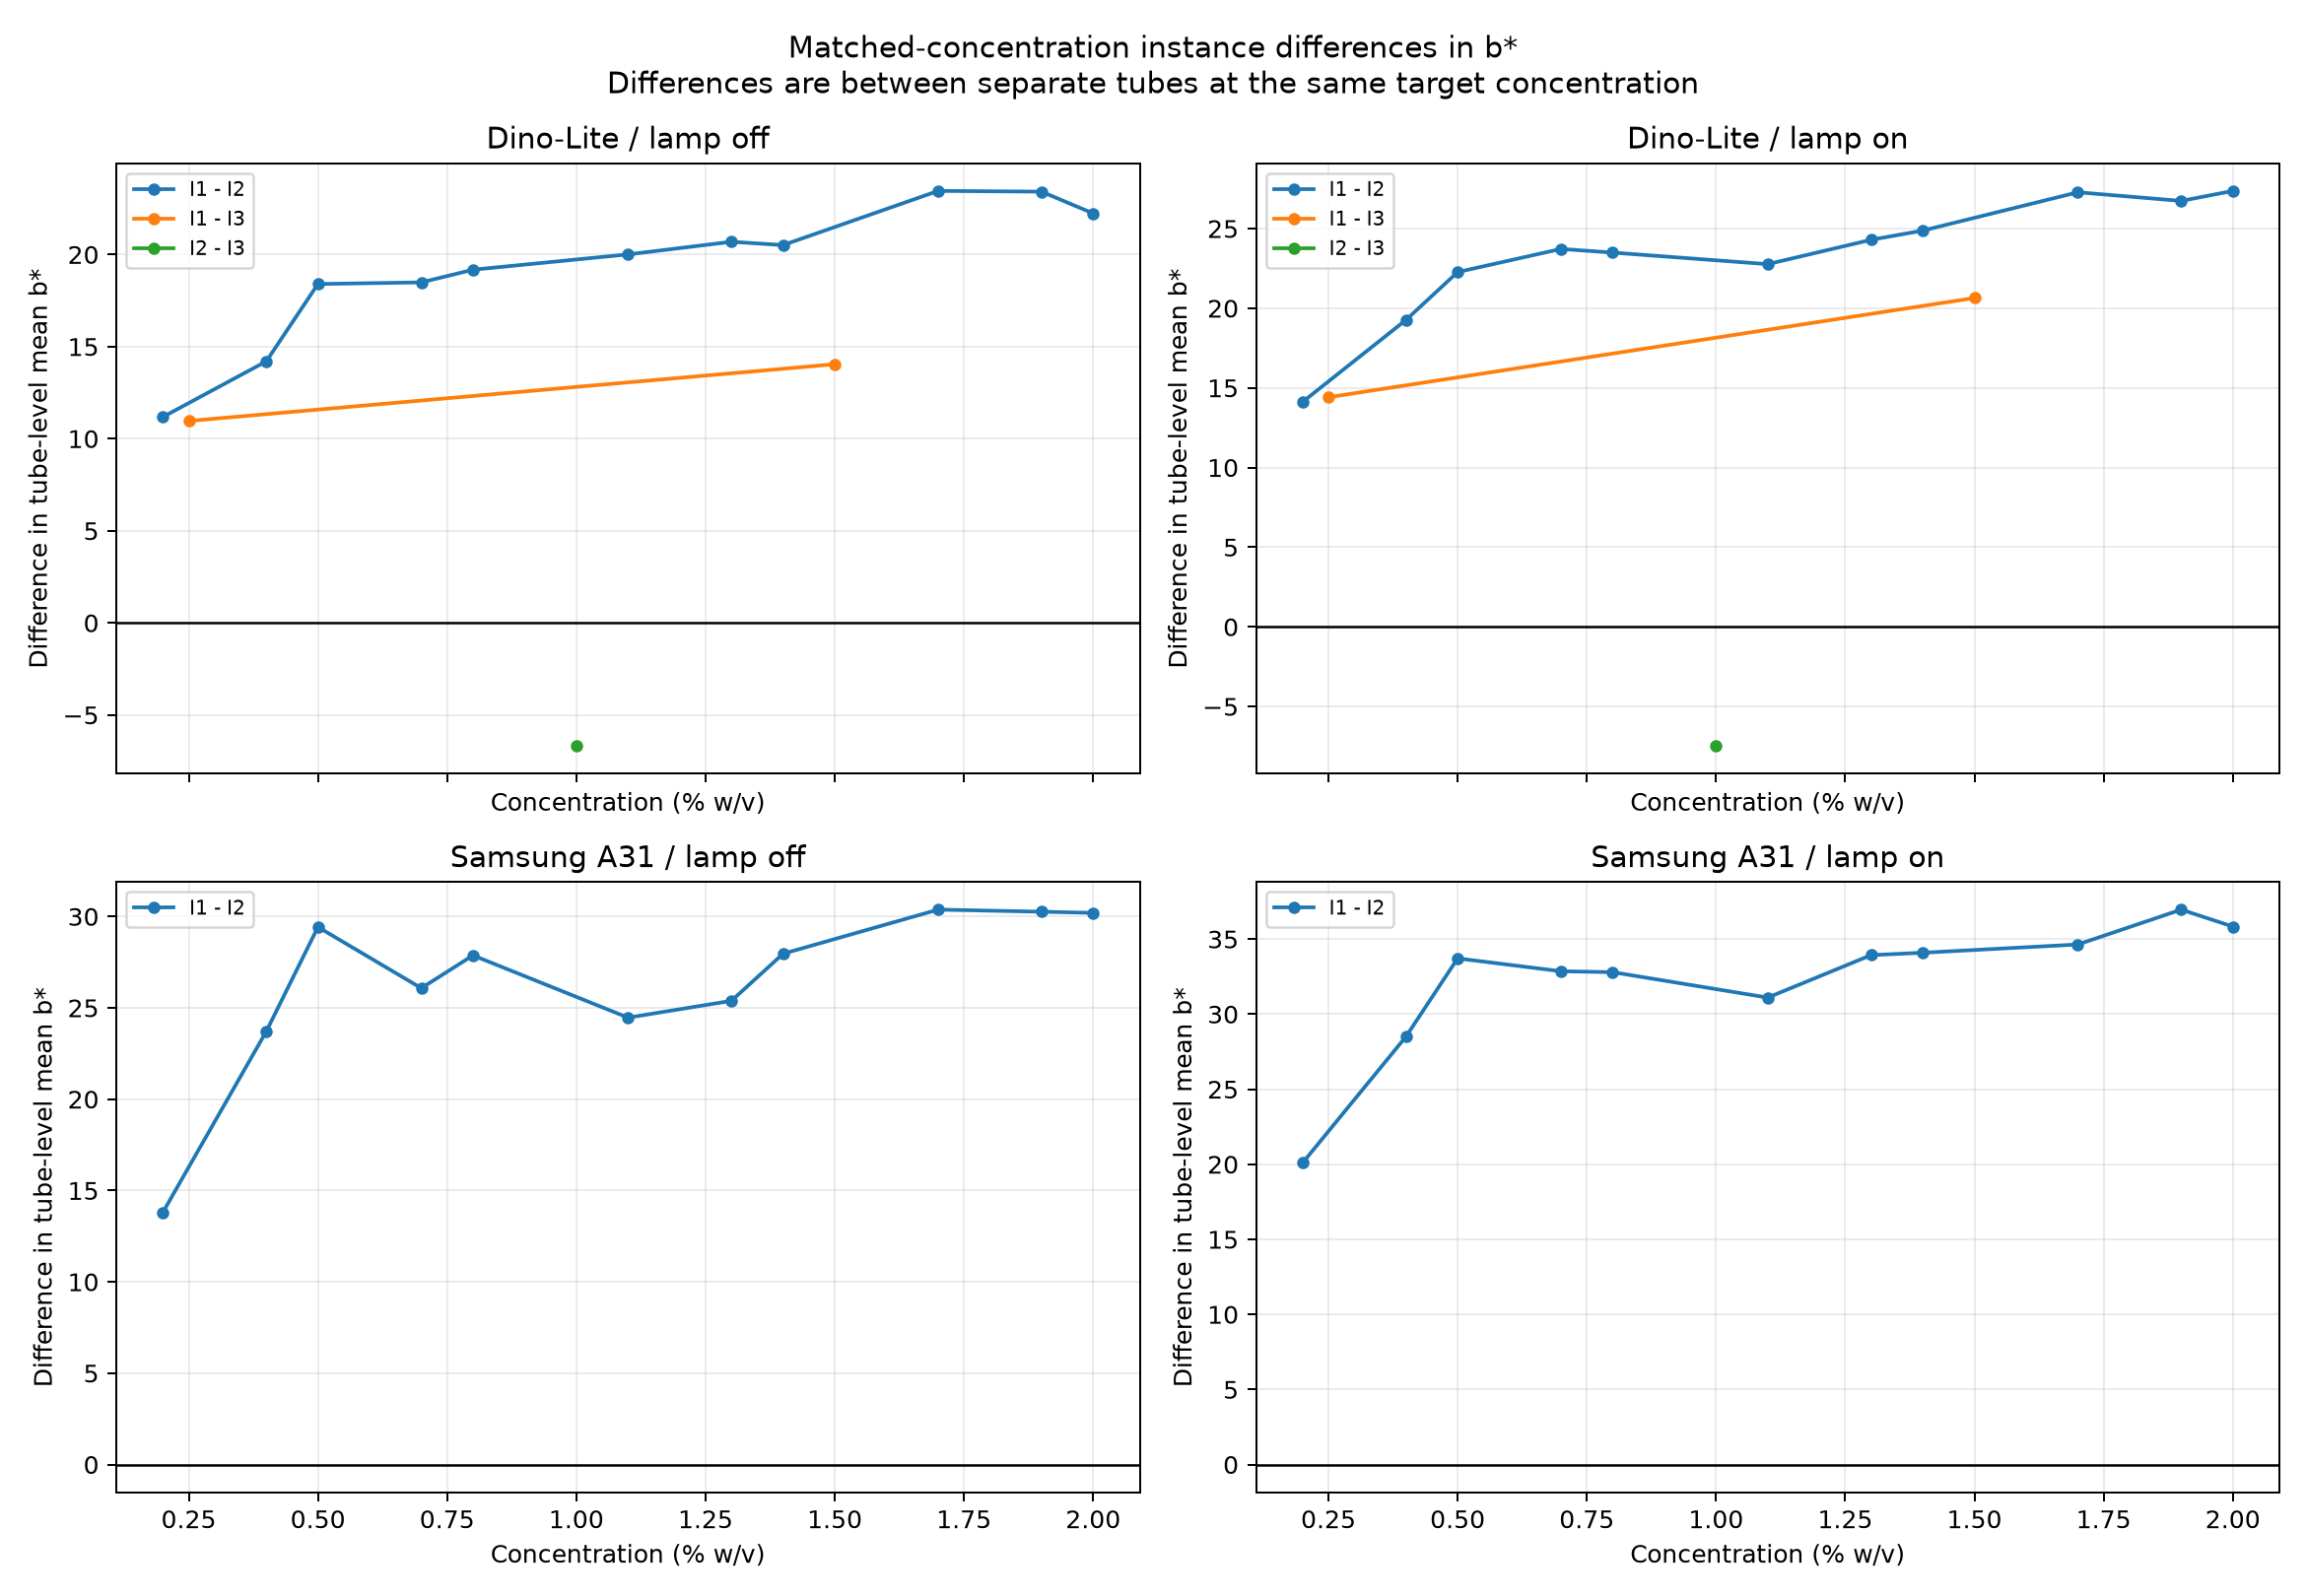 Matched-concentration instance differences in b*
Differences are between separate tubes at the same target concentration
Dino-Lite / lamp off
I1 - I2
I1 - I3
I2 - I3
20
15
10
5
0
−5
Difference in tube-level mean b*
Concentration (% w/v)
Dino-Lite / lamp on
I1 - I2
I1 - I3
I2 - I3
25
20
15
10
5
0
−5
Difference in tube-level mean b*
Concentration (% w/v)
Samsung A31 / lamp off
I1 - I2
30
25
20
15
10
5
0
Difference in tube-level mean b*
0.25 0.50 0.75 1.00 1.25 1.50 1.75 2.00
Concentration (% w/v)
Samsung A31 / lamp on
I1 - I2
35
30
25
20
15
10
5
0
Difference in tube-level mean b*
0.25 0.50 0.75 1.00 1.25 1.50 1.75 2.00
Concentration (% w/v)